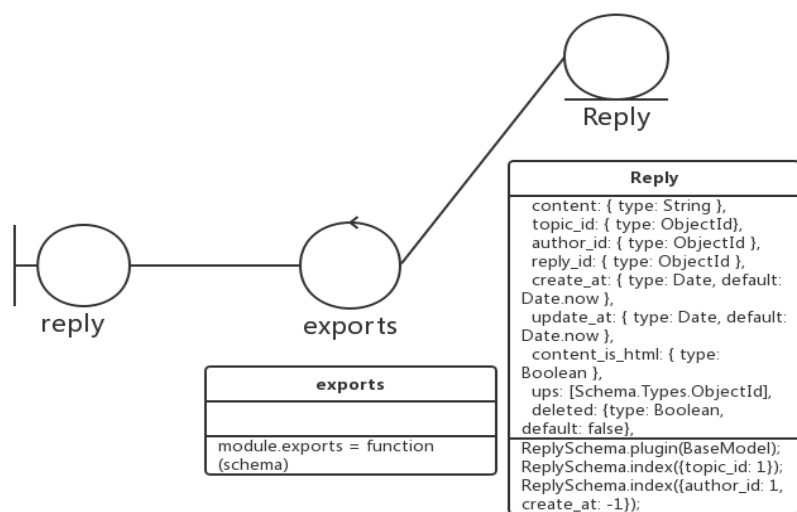 Reply
reply
exports
Reply
content: { type: String },
topic_id: { type: ObjectId},
author_id: { type: ObjectId },
reply_id: { type: ObjectId },
create_at: { type: Date, default:
Date.now },
update_at: { type: Date, default:
Date.now },
content_is_html: { type:
Boolean },
ups: [Schema.Types.ObjectId],
deleted: {type: Boolean,
default: false},
ReplySchema.plugin(BaseModel);
ReplySchema.index({topic_id: 1});
ReplySchema.index({author_id: 1,
create_at: -1});
exports
module.exports = function
(schema)